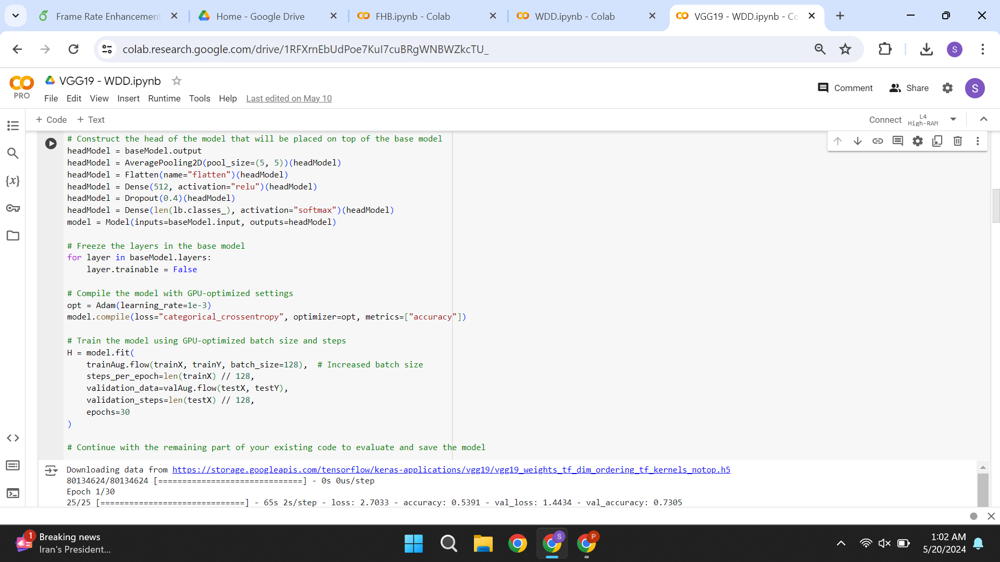 Frame Rate Enhancement
Home - Google Drive
FHB.ipynb - Colab
WDD.ipynb - Colab
VGG19 - WDD.ipynb - Co
colab.research.google.com/drive/1RFXrnEbUdPoe7KuI7cuBRgWNBWZkcTU_
S
PRO
VGG19 - WDD.ipynb
Comment
Share
S
File Edit View Insert Runtime Tools Help Last edited on May 10
+ Code + Text
Connect L4
High-RAM
# Construct the head of the model that will be placed on top of the base model
headModel = baseModel.output
headModel = AveragePooling2D(pool_size=(5, 5))(headModel)
headModel = Flatten(name="flatten")(headModel)
headModel = Dense(512, activation="relu")(headModel)
headModel = Dropout(0.4)(headModel)
headModel = Dense(len(lb.classes_), activation="softmax")(headModel)
model = Model(inputs=baseModel.input, outputs=headModel)
# Freeze the layers in the base model
for layer in baseModel.layers:
    layer.trainable = False
# Compile the model with GPU-optimized settings
opt = Adam(learning_rate=1e-3)
model.compile(loss="categorical_crossentropy", optimizer=opt, metrics=["accuracy"])
# Train the model using GPU-optimized batch size and steps
H = model.fit(
    trainAug.flow(trainX, trainY, batch_size=128),  # Increased batch size
    steps_per_epoch=len(trainX) // 128,
    validation_data=valAug.flow(testX, testY),
    validation_steps=len(testX) // 128,
    epochs=30
)
# Continue with the remaining part of your existing code to evaluate and save the model
Downloading data from https://storage.googleapis.com/tensorflow/keras-applications/vgg19/vgg19_weights_tf_dim_ordering_tf_kernels_notop.h5
80134624/80134624 [==============================] - 0s 0us/step
Epoch 1/30
25/25 [==============================] - 65s 2s/step - loss: 2.7033 - accuracy: 0.5391 - val_loss: 1.4434 - val_accuracy: 0.7305
1
Breaking news
Iran's President...
S
P
1:02 AM
5/20/2024